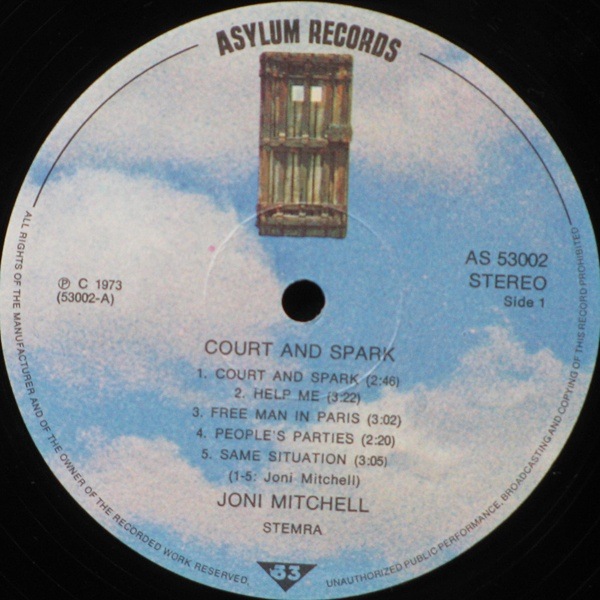 ASYLUM RECORDS
AS 53002
STEREO
Side 1
Ⓟ C 1973
(53002-A)
COURT AND SPARK
1. COURT AND SPARK (2:46)
2. HELP ME (3:22)
3. FREE MAN IN PARIS (3:02)
4. PEOPLE'S PARTIES (2:20)
5. SAME SITUATION (3:05)
(1-5: Joni Mitchell)
JONI MITCHELL
STEMRA
53
ALL RIGHTS OF THE MANUFACTURER AND OF THE OWNER OF THE RECORDED WORK RESERVED.
UNAUTHORIZED PUBLIC PERFORMANCE, BROADCASTING AND COPYING OF THIS RECORD PROHIBITED